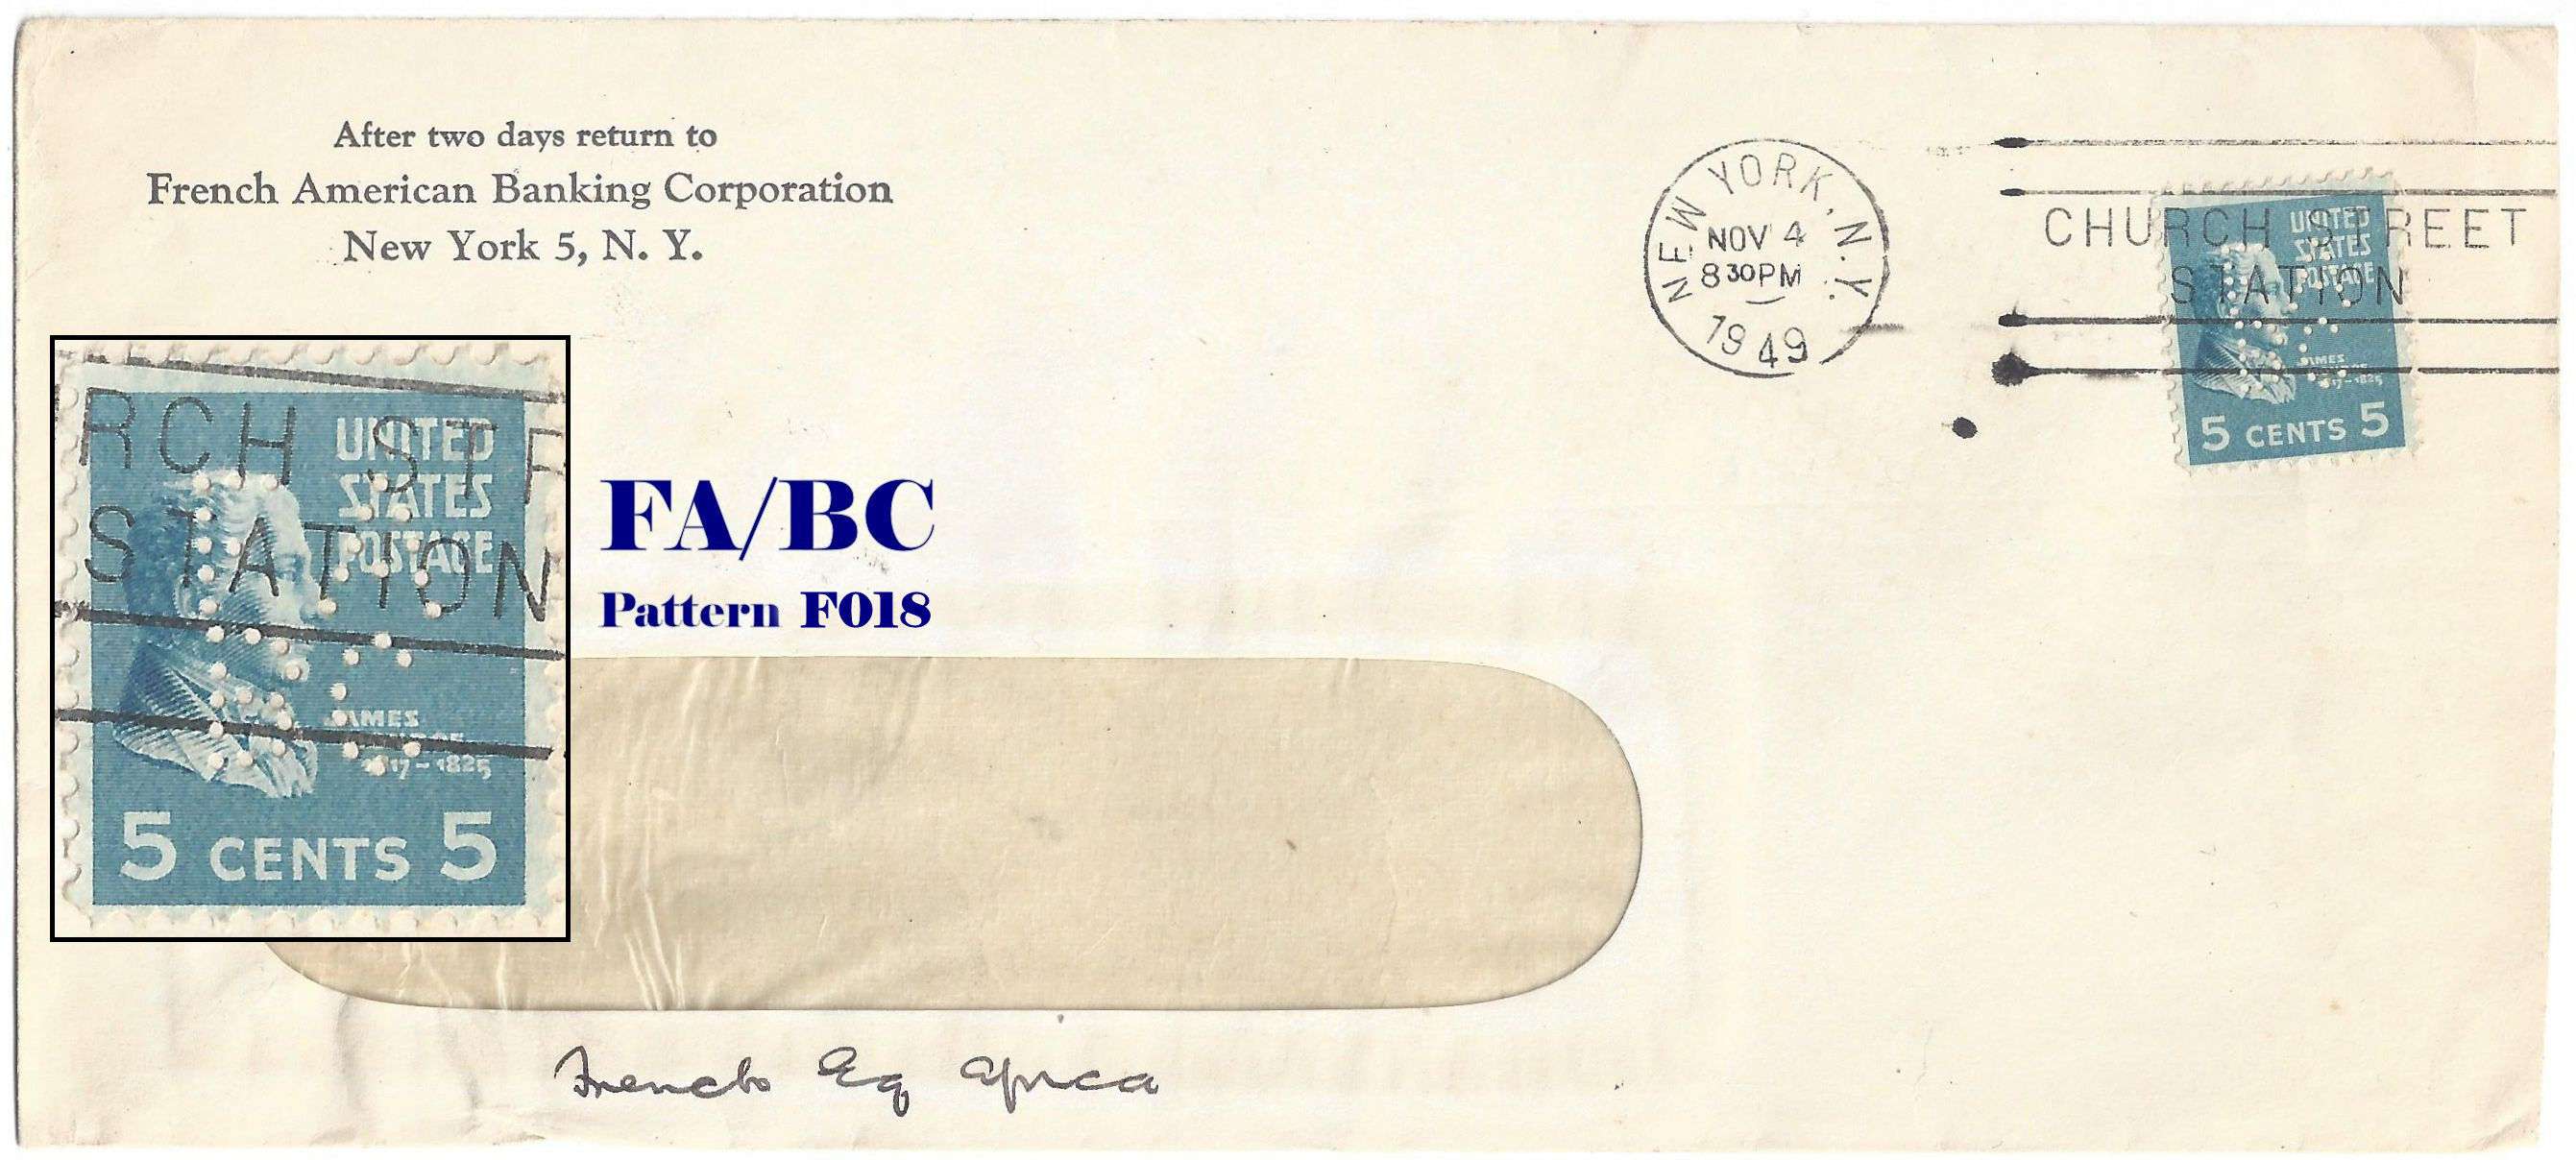 After two days return to
French American Banking Corporation
New York 5, N. Y.
NEW YORK, N.Y.
NOV 4
8 30PM
1949
CHURCH STREET
STATION
UNITED
STATES
POSTAGE
JAMES
1817-1825
5 CENTS 5
RCH STR
STATION
UNITED
STATES
POSTAGE
JAMES
1817-1825
5 CENTS 5
FA/BC
Pattern F018
French Eq Africa